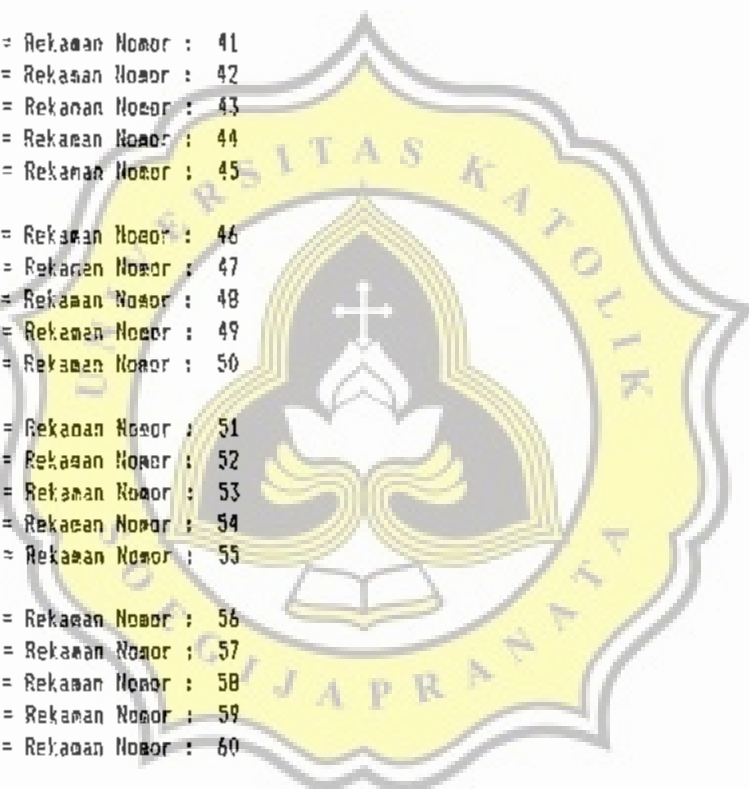 = Rekaman Nomor : 41
= Rekaman Nomor : 42
= Rekaman Nomor : 43
= Rekaman Nomor : 44
= Rekaman Nomor : 45
= Rekaman Nomor : 46
= Rekaman Nomor : 47
= Rekaman Nomor : 48
= Rekaman Nomor : 49
= Rekaman Nomor : 50
= Rekaman Nomor : 51
= Rekaman Nomor : 52
= Rekaman Nomor : 53
= Rekaman Nomor : 54
= Rekaman Nomor : 55
= Rekaman Nomor : 56
= Rekaman Nomor : 57
= Rekaman Nomor : 58
= Rekaman Nomor : 59
= Rekaman Nomor : 60
UNIVERSITAS KATOLIK
SOEGIJAPRANATA